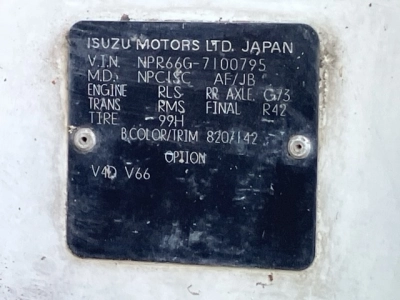 ISUZU MOTORS LTD. JAPAN
V.I.N. NPR66G-7100795
M.D. NPC1SC AF/JB
ENGINE RLS RR AXLE G/3
TRANS RMS FINAL R42
TIRE 99H
B.COLOR/TRIM 820/142
OPTION
V4D V66